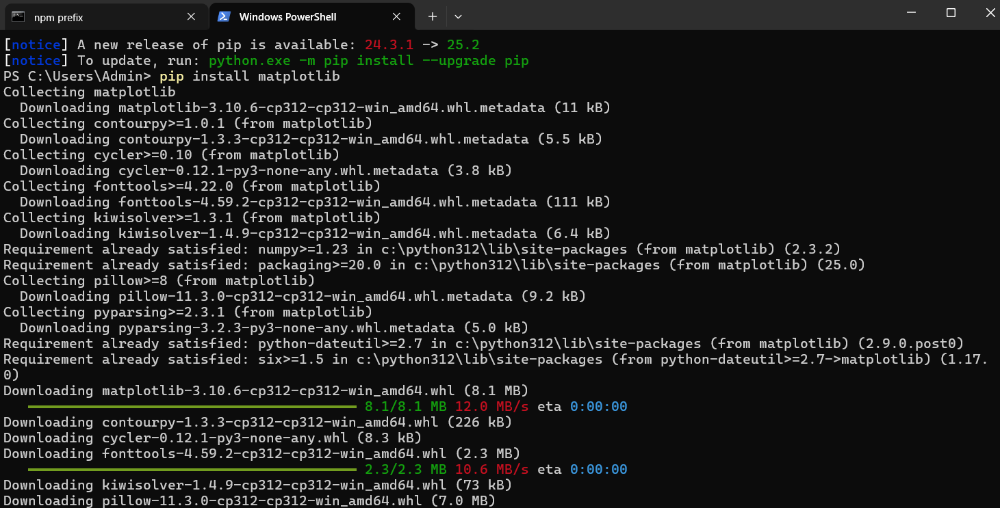 npm prefix
Windows PowerShell
[notice] A new release of pip is available: 24.3.1 -> 25.2
[notice] To update, run: python.exe -m pip install --upgrade pip
PS C:\Users\Admin> pip install matplotlib
Collecting matplotlib
  Downloading matplotlib-3.10.6-cp312-cp312-win_amd64.whl.metadata (11 kB)
Collecting contourpy>=1.0.1 (from matplotlib)
  Downloading contourpy-1.3.3-cp312-cp312-win_amd64.whl.metadata (5.5 kB)
Collecting cycler>=0.10 (from matplotlib)
  Downloading cycler-0.12.1-py3-none-any.whl.metadata (3.8 kB)
Collecting fonttools>=4.22.0 (from matplotlib)
  Downloading fonttools-4.59.2-cp312-cp312-win_amd64.whl.metadata (111 kB)
Collecting kiwisolver>=1.3.1 (from matplotlib)
  Downloading kiwisolver-1.4.9-cp312-cp312-win_amd64.whl.metadata (6.4 kB)
Requirement already satisfied: numpy>=1.23 in c:\python312\lib\site-packages (from matplotlib) (2.3.2)
Requirement already satisfied: packaging>=20.0 in c:\python312\lib\site-packages (from matplotlib) (25.0)
Collecting pillow>=8 (from matplotlib)
  Downloading pillow-11.3.0-cp312-cp312-win_amd64.whl.metadata (9.2 kB)
Collecting pyparsing>=2.3.1 (from matplotlib)
  Downloading pyparsing-3.2.3-py3-none-any.whl.metadata (5.0 kB)
Requirement already satisfied: python-dateutil>=2.7 in c:\python312\lib\site-packages (from matplotlib) (2.9.0.post0)
Requirement already satisfied: six>=1.5 in c:\python312\lib\site-packages (from python-dateutil>=2.7->matplotlib) (1.17.
0)
Downloading matplotlib-3.10.6-cp312-cp312-win_amd64.whl (8.1 MB)
8.1/8.1 MB 12.0 MB/s eta 0:00:00
Downloading contourpy-1.3.3-cp312-cp312-win_amd64.whl (226 kB)
Downloading cycler-0.12.1-py3-none-any.whl (8.3 kB)
Downloading fonttools-4.59.2-cp312-cp312-win_amd64.whl (2.3 MB)
2.3/2.3 MB 10.6 MB/s eta 0:00:00
Downloading kiwisolver-1.4.9-cp312-cp312-win_amd64.whl (73 kB)
Downloading pillow-11.3.0-cp312-cp312-win_amd64.whl (7.0 MB)